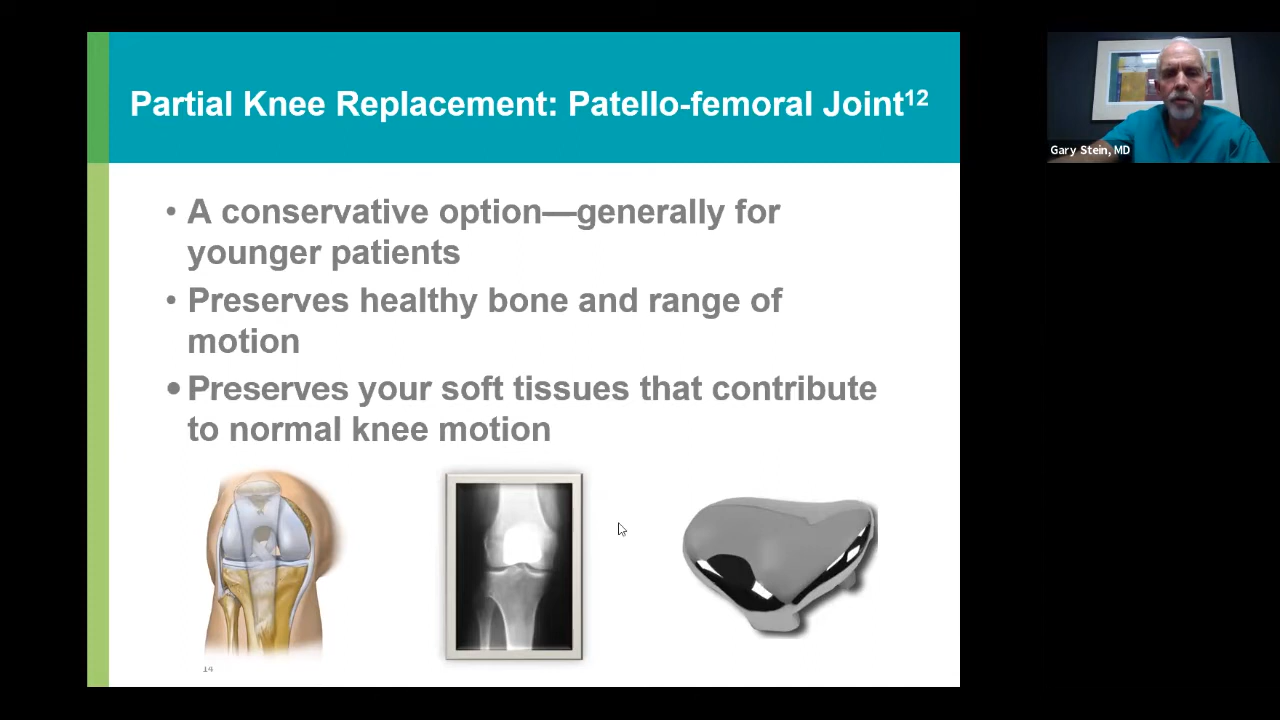 Partial Knee Replacement: Patello-femoral Joint12
• A conservative option—generally for
younger patients
• Preserves healthy bone and range of
motion
• Preserves your soft tissues that contribute
to normal knee motion
14
Gary Stein, MD